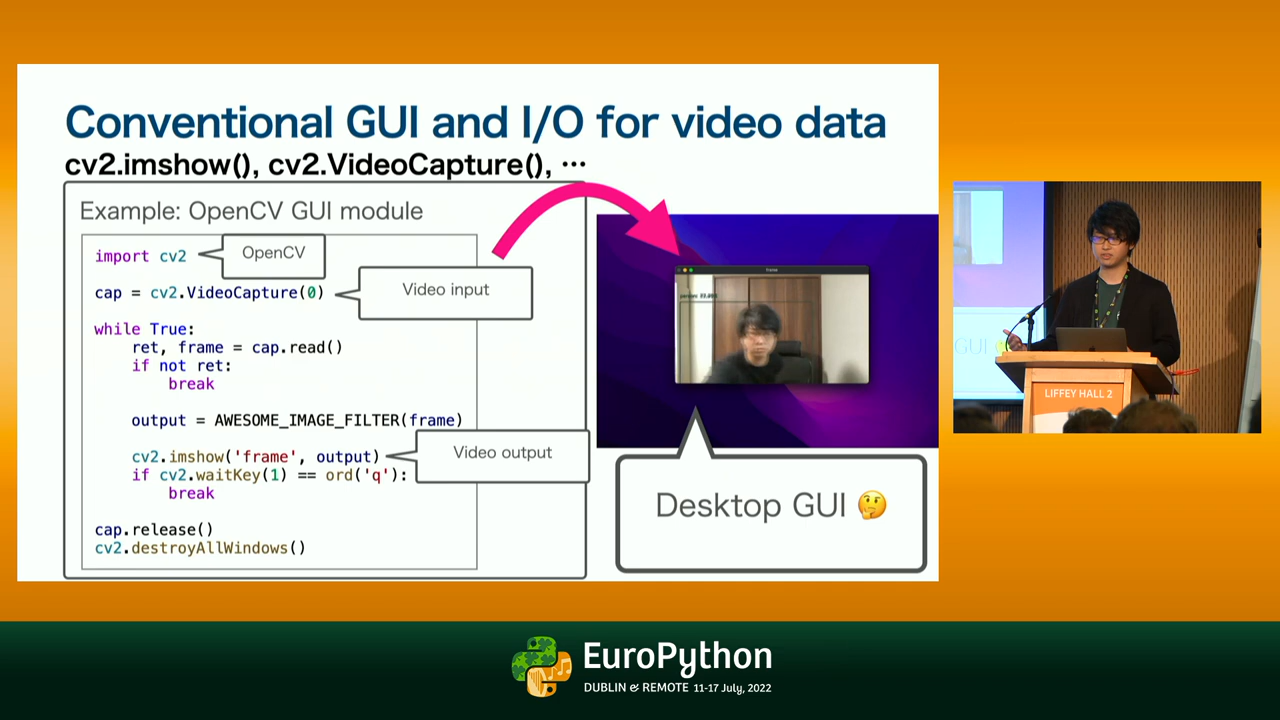 Conventional GUI and I/O for video data
cv2.imshow(), cv2.VideoCapture(), …
Example: OpenCV GUI module
import cv2
OpenCV
cap = cv2.VideoCapture(0)
Video input
while True:
ret, frame = cap.read()
if not ret:
break
output = AWESOME_IMAGE_FILTER(frame)
cv2.imshow('frame', output)
Video output
if cv2.waitKey(1) == ord('q'):
break
cap.release()
cv2.destroyAllWindows()
frame
Desktop GUI 🤔
GUI
LIFFEY HALL 2
EuroPython
DUBLIN & REMOTE 11-17 July, 2022